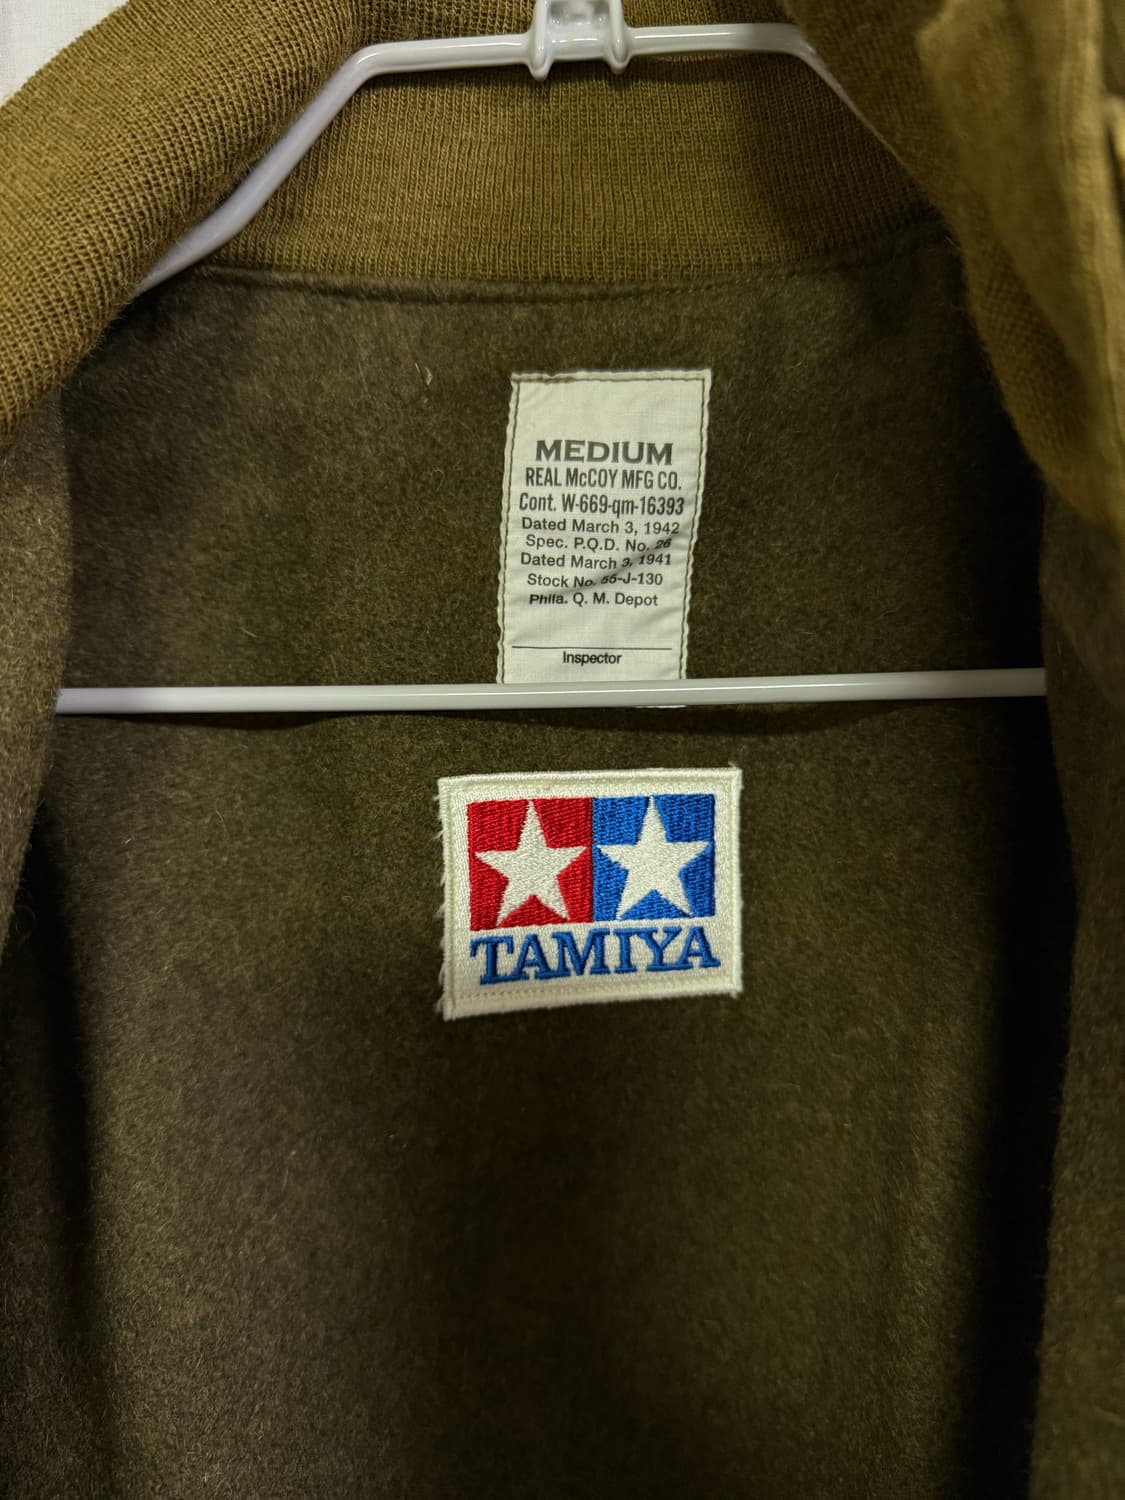 MEDIUM
REAL McCOY MFG CO.
Cont. W-669-qm-16393
Dated March 3, 1942
Spec. P.Q.D. No. 26
Dated March 3, 1941
Stock No. 55-J-130
Phila. Q. M. Depot
Inspector
TAMIYA